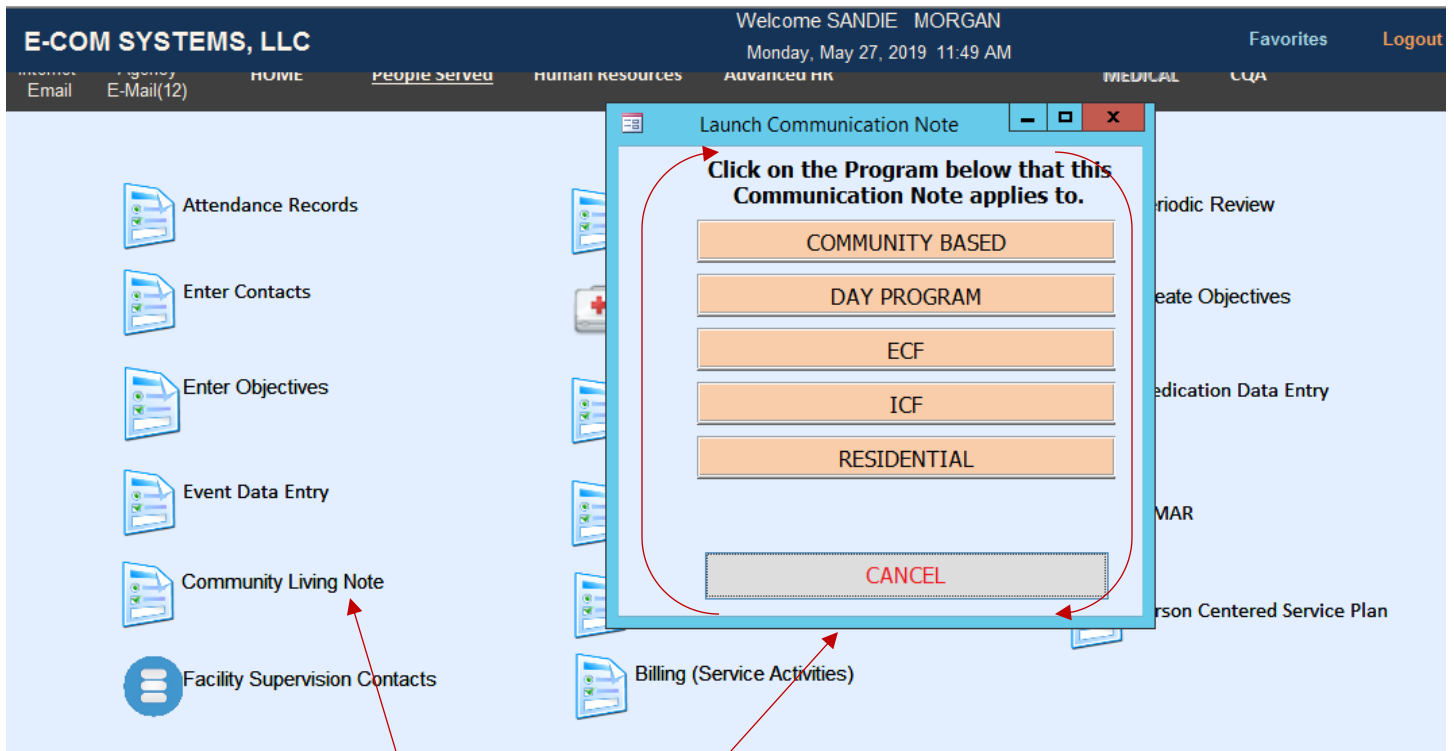 Welcome SANDIE MORGAN
E-COM SYSTEMS, LLC
Monday, May 27, 2019 11:49 AM
Favorites
Logout
Internet Email
Agency E-Mail(12)
HOME
People Served
Human Resources
Advanced HR
MEDICAL
CQA
Launch Communication Note
X
Click on the Program below that this
Communication Note applies to.
COMMUNITY BASED
DAY PROGRAM
ECF
ICF
RESIDENTIAL
CANCEL
Attendance Records
Enter Contacts
Enter Objectives
Event Data Entry
Community Living Note
Facility Supervision Contacts
Billing (Service Activities)
riodic Review
eate Objectives
edication Data Entry
MAR
rson Centered Service Plan